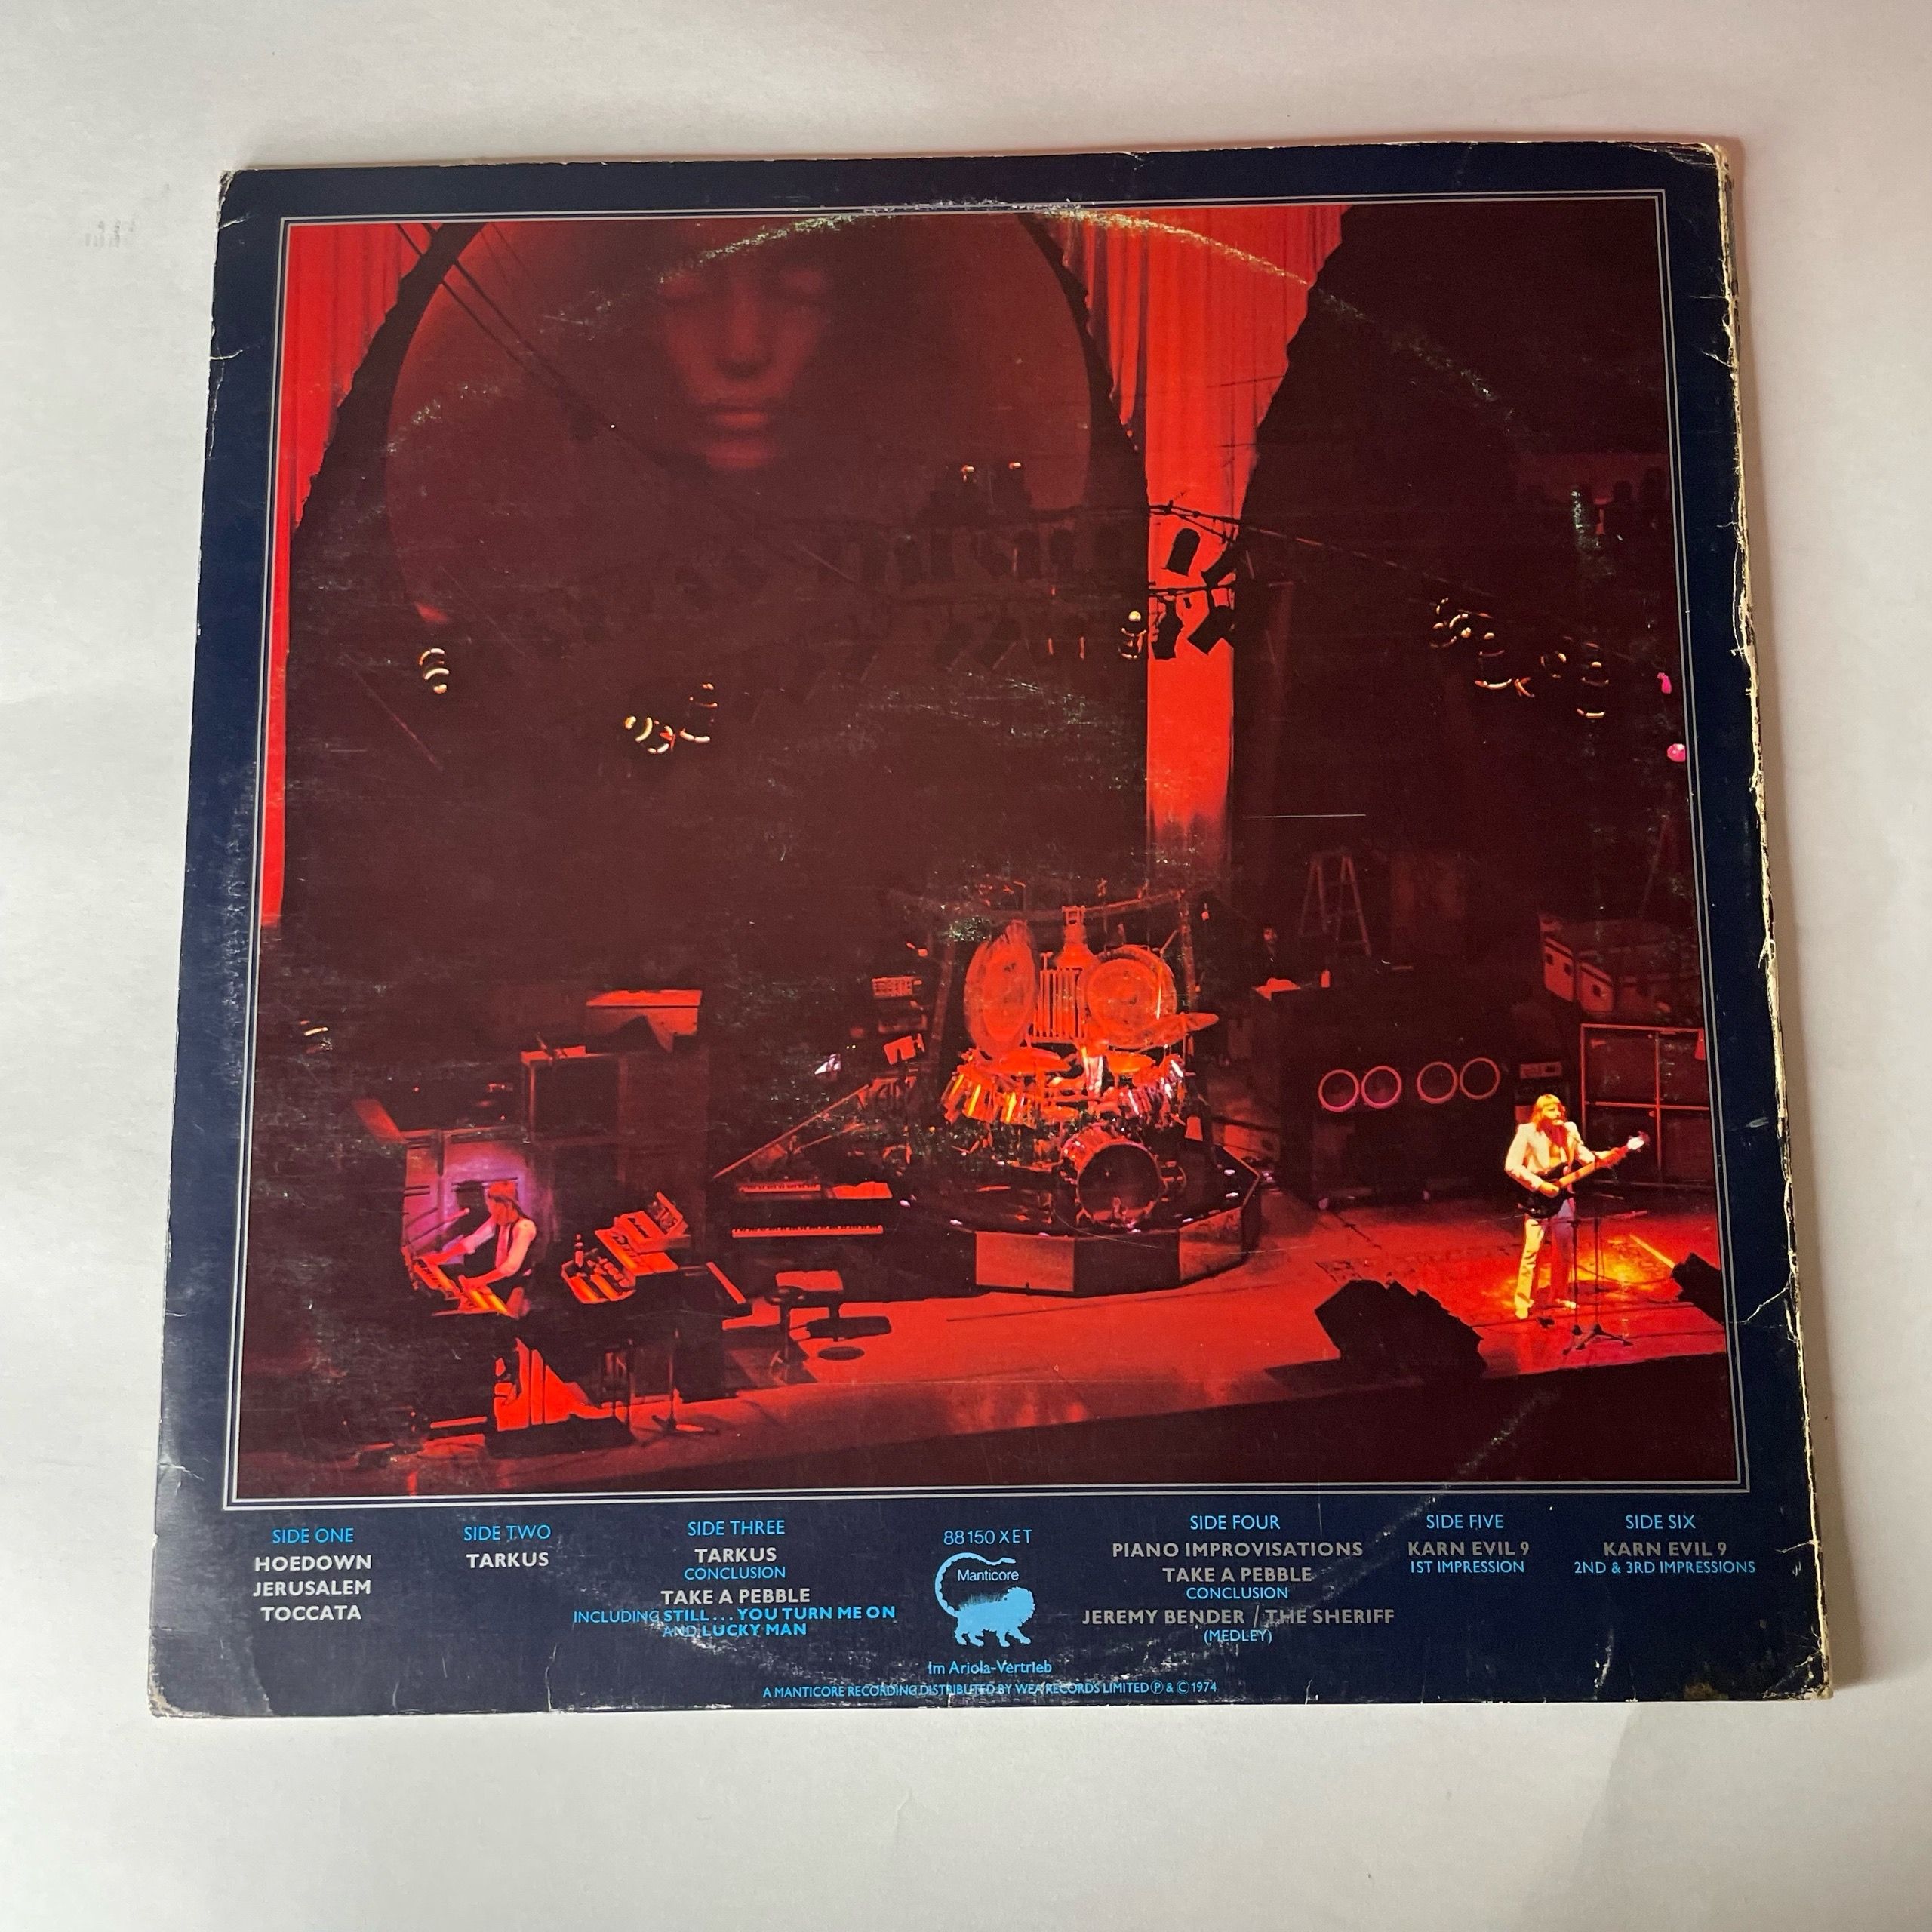 SIDE ONE
HOEDOWN
JERUSALEM
TOCCATA
SIDE TWO
TARKUS
SIDE THREE
TARKUS
CONCLUSION
TAKE A PEBBLE
INCLUDING STILL...YOU TURN ME ON
AND LUCKY MAN
88150 XET
Manticore
Im Ariola-Vertrieb
A MANTICORE RECORDING DISTRIBUTED BY WEA RECORDS LIMITED Ⓟ & © 1974
SIDE FOUR
PIANO IMPROVISATIONS
TAKE A PEBBLE
CONCLUSION
JEREMY BENDER / THE SHERIFF
(MEDLEY)
SIDE FIVE
KARN EVIL 9
1ST IMPRESSION
SIDE SIX
KARN EVIL 9
2ND & 3RD IMPRESSIONS